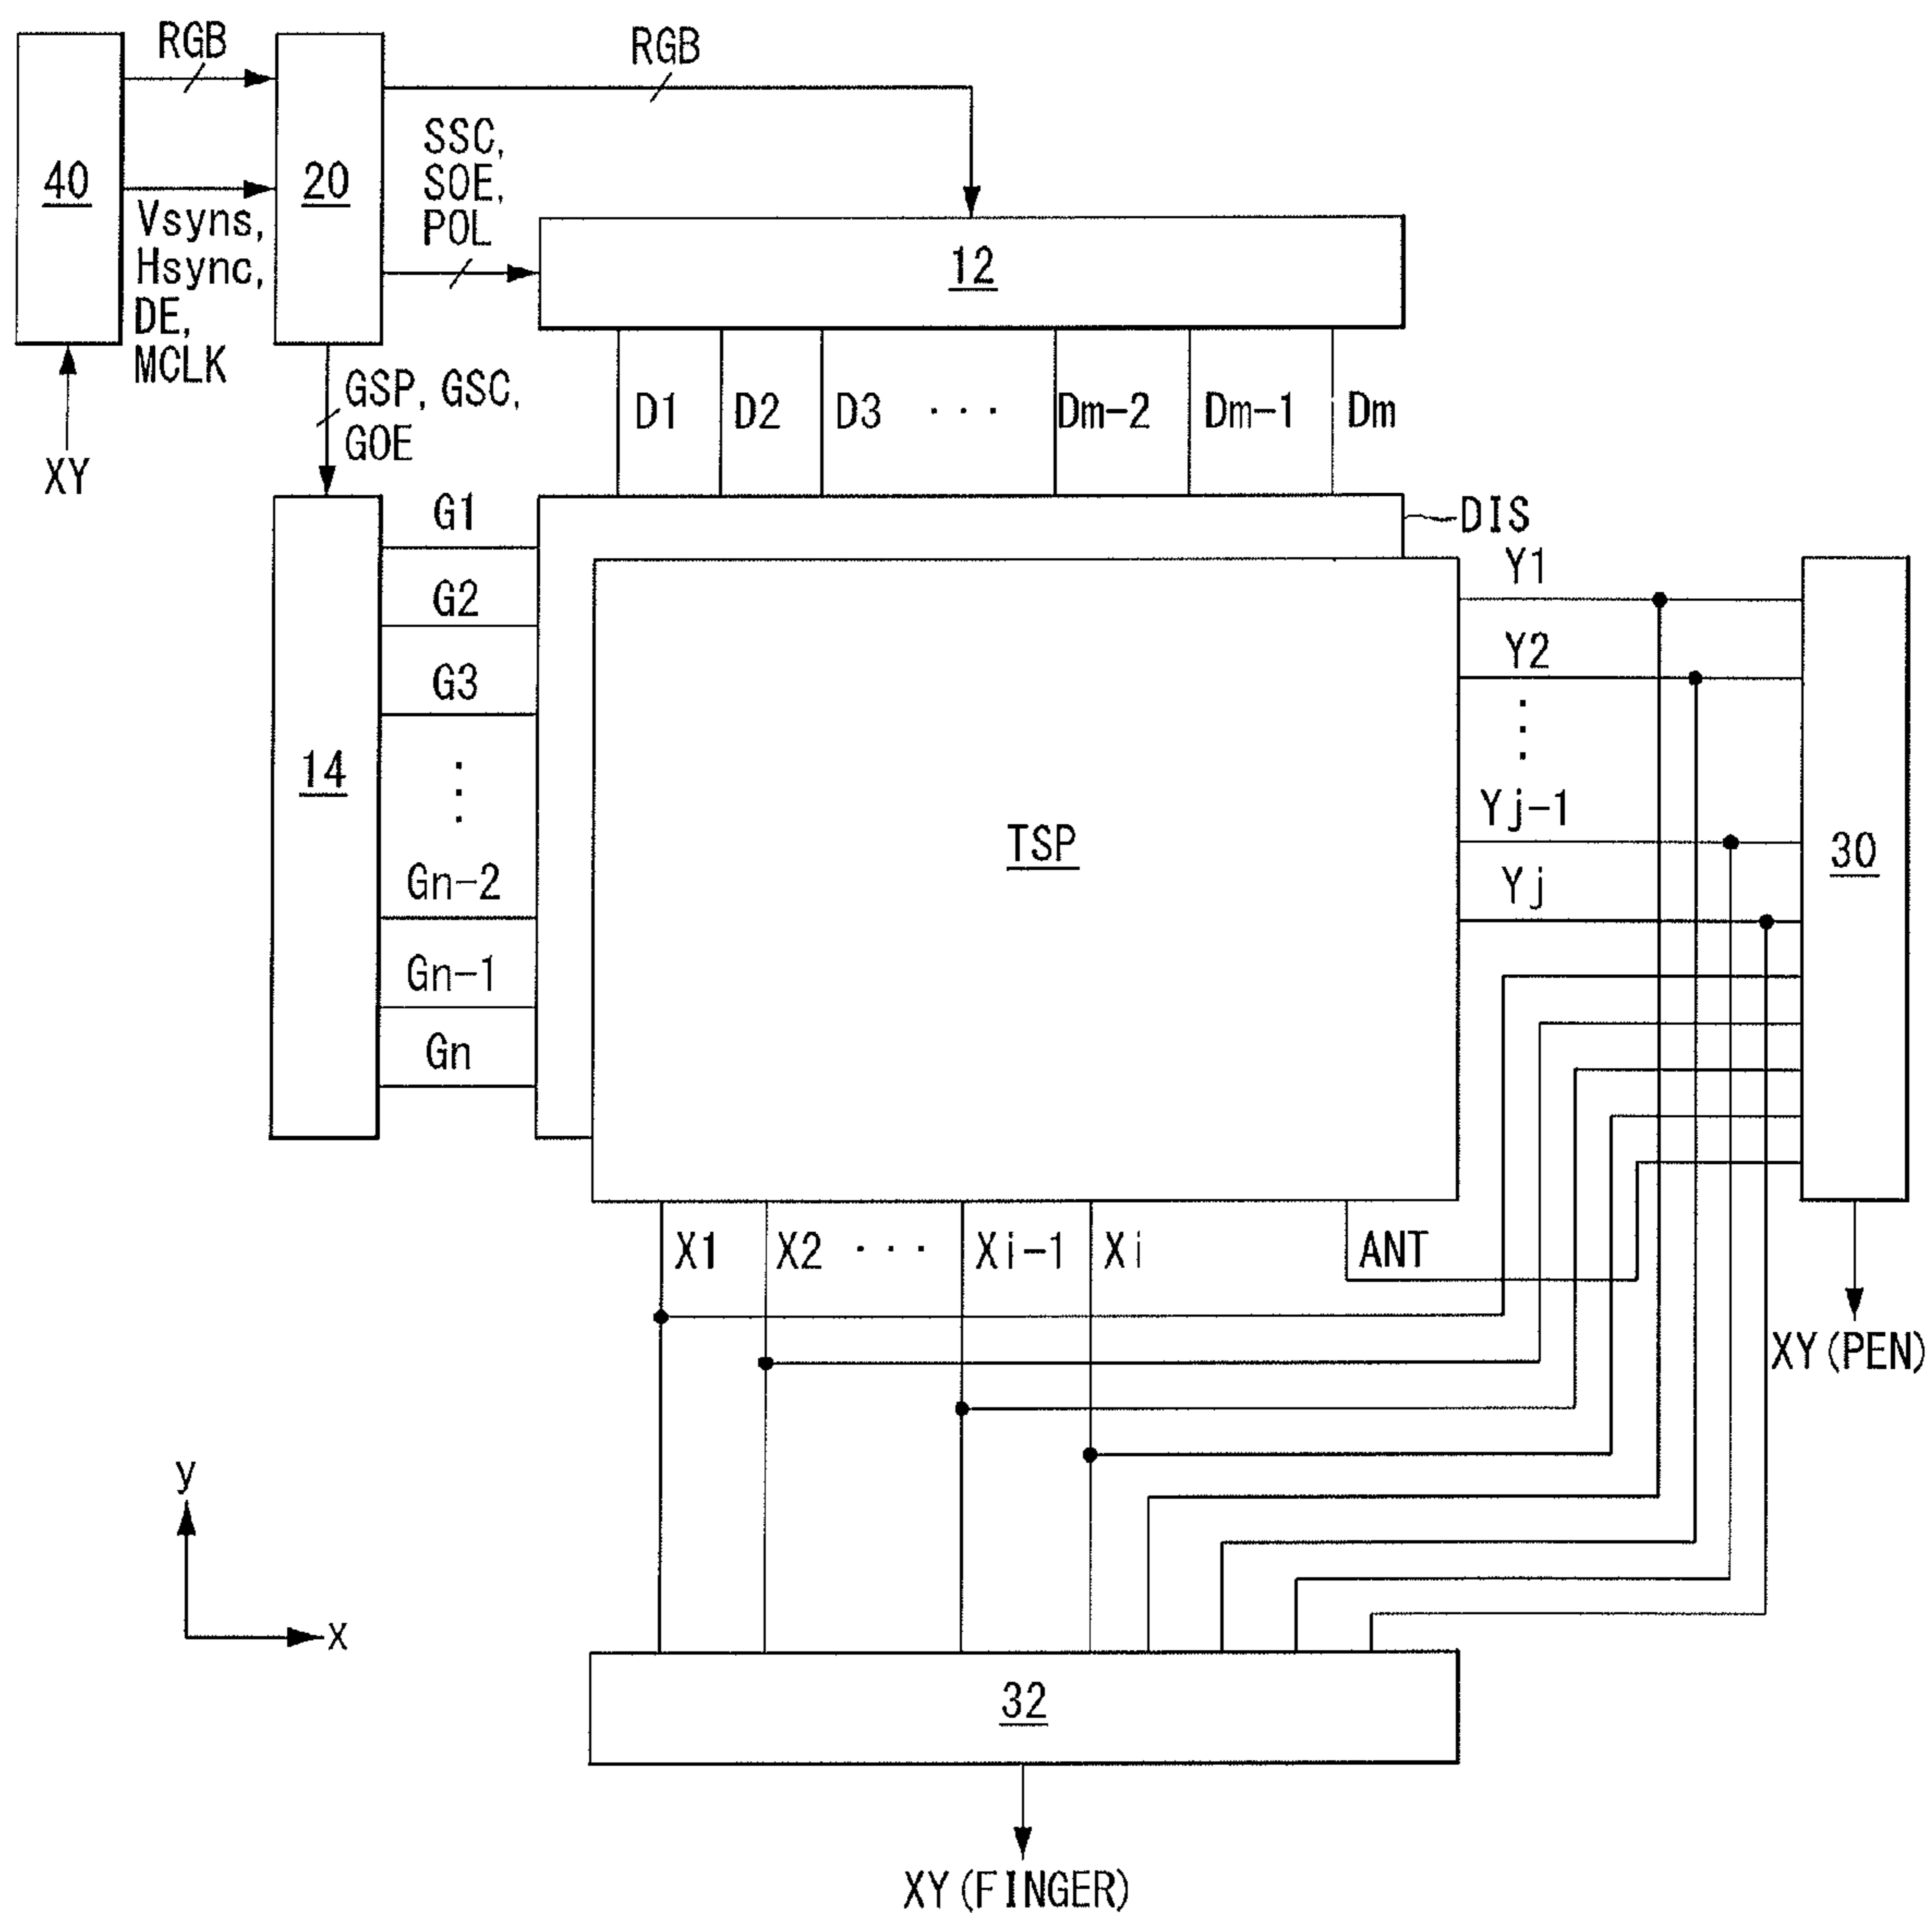 RGB
RGB
40
20
Vsyns,
Hsync,
DE,
MCLK
SSC,
SOE,
POL
12
XY
GSP, GSC,
GOE
D1 D2 D3 ··· Dm-2 Dm-1 Dm
DIS
14
G1
G2
G3
⋮
Gn-2
Gn-1
Gn
TSP
Y1
Y2
⋮
Yj-1
Yj
30
X1 X2 ··· Xi-1 Xi ANT
XY(PEN)
y
x
32
XY(FINGER)